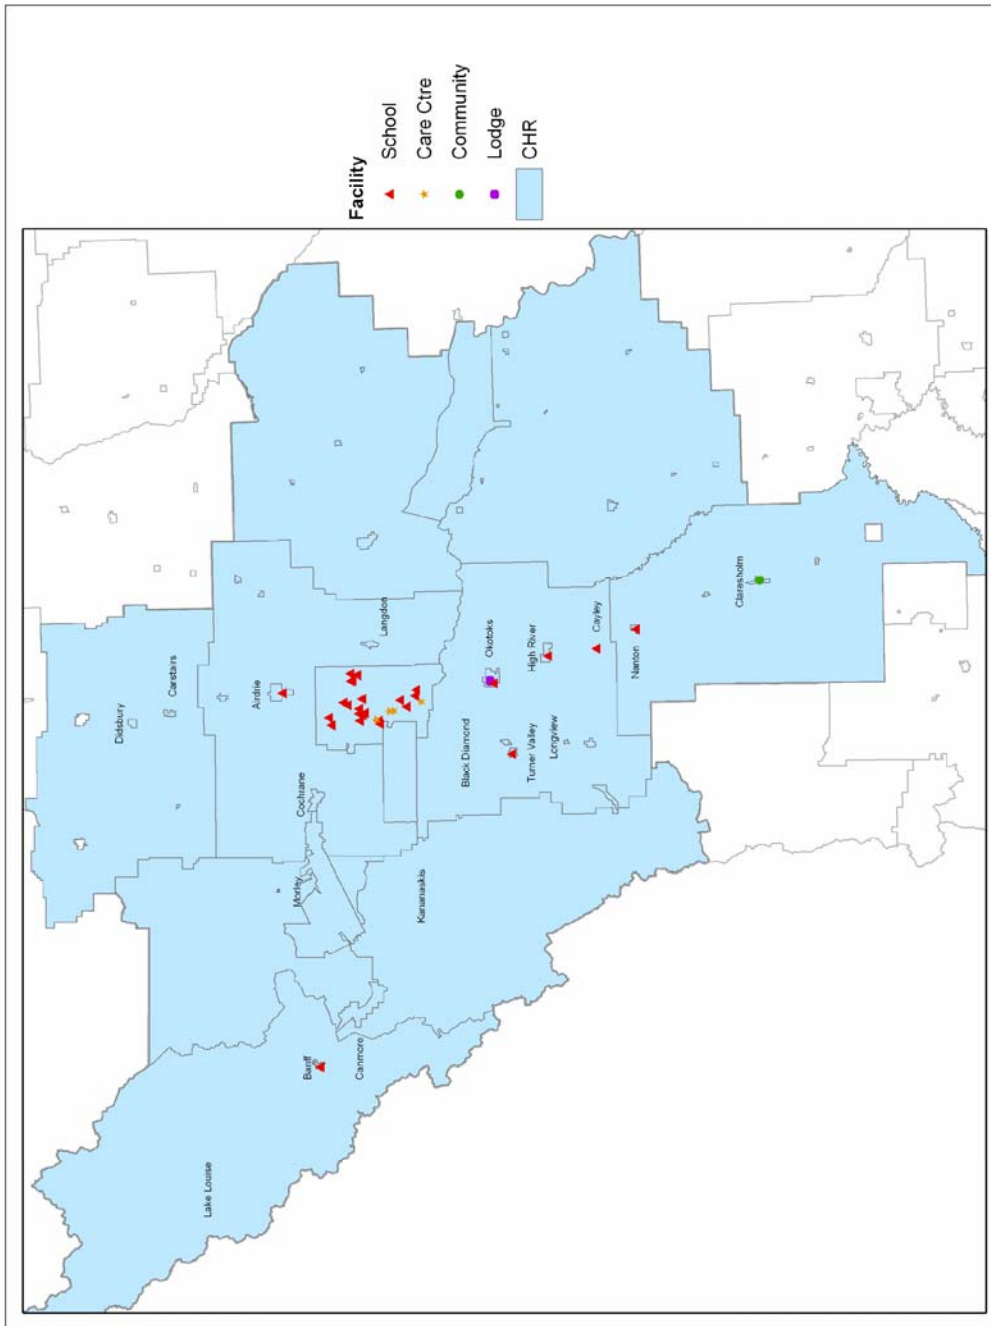 Facility
School
Care Ctre
Community
Lodge
CHR
Didsbury
Carstairs
Airdrie
Langdon
Cochrane
Morley
Kananaskis
Banff
Canmore
Lake Louise
Okotoks
Black Diamond
High River
Turner Valley
Longview
Cayley
Nanton
Claresholm